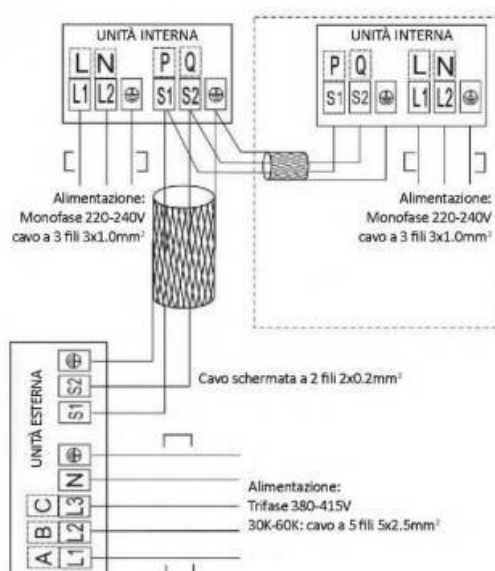 UNITÀ INTERNA
L N P Q
L1 L2 S1 S2
Alimentazione:
Monofase 220-240V
cavo a 3 fili 3x1.0mm²
UNITÀ INTERNA
P Q L N
S1 S2 L1 L2
Alimentazione:
Monofase 220-240V
cavo a 3 fili 3x1.0mm²
UNITÀ ESTERNA
S2
S1
N
C L3
B L2
A L1
Cavo schermata a 2 fili 2x0.2mm²
Alimentazione:
Trifase 380-415V
30K-60K: cavo a 5 fili 5x2.5mm²